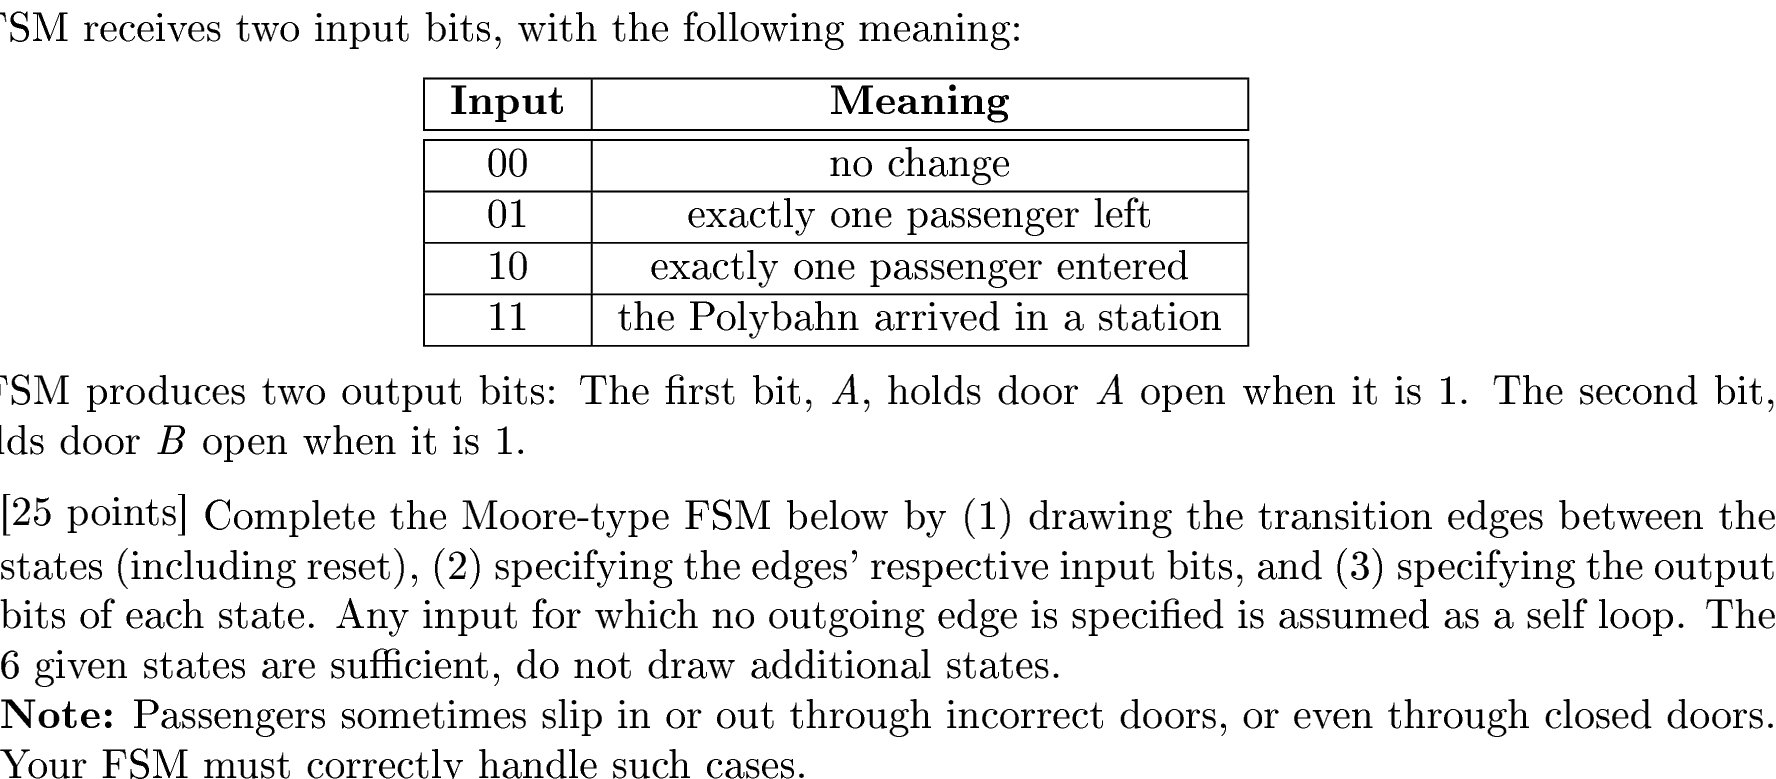 FSM receives two input bits, with the following meaning:
Input Meaning
00 no change
01 exactly one passenger left
10 exactly one passenger entered
11 the Polybahn arrived in a station
FSM produces two output bits: The first bit, A, holds door A open when it is 1. The second bit,
lds door B open when it is 1.
[25 points] Complete the Moore-type FSM below by (1) drawing the transition edges between the
states (including reset), (2) specifying the edges' respective input bits, and (3) specifying the output
bits of each state. Any input for which no outgoing edge is specified is assumed as a self loop. The
6 given states are sufficient, do not draw additional states.
Note: Passengers sometimes slip in or out through incorrect doors, or even through closed doors.
Your FSM must correctly handle such cases.